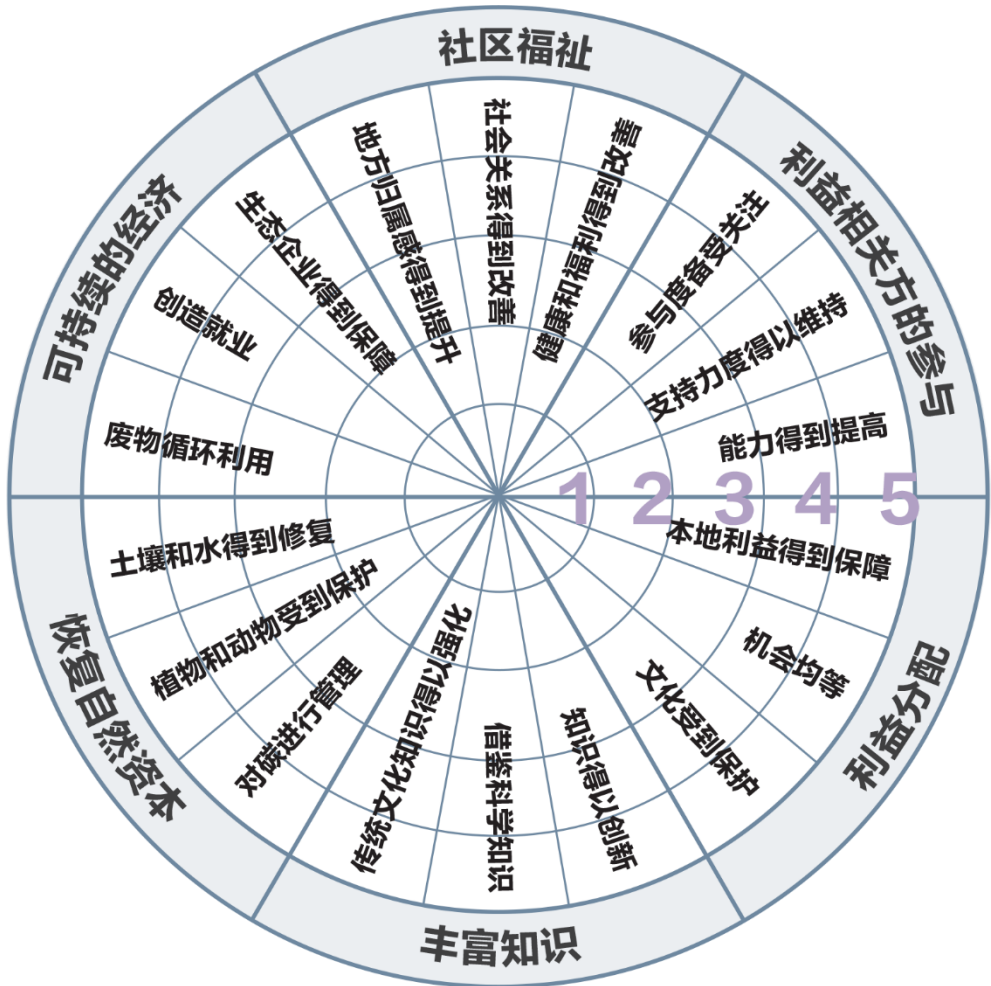 社区福祉
地方归属感得到提升
社会关系得到改善
健康和福利得到改善
利益相关方的参与
参与度备受关注
支持力度得以维持
能力得到提高
1 2 3 4 5
利益分配
本地利益得到保障
机会均等
文化受到保护
丰富知识
知识得以创新
借鉴科学知识
传统文化知识得以强化
恢复自然资本
对碳进行管理
植物和动物受到保护
土壤和水得到修复
可持续的经济
废物循环利用
创造就业
生态企业得到保障